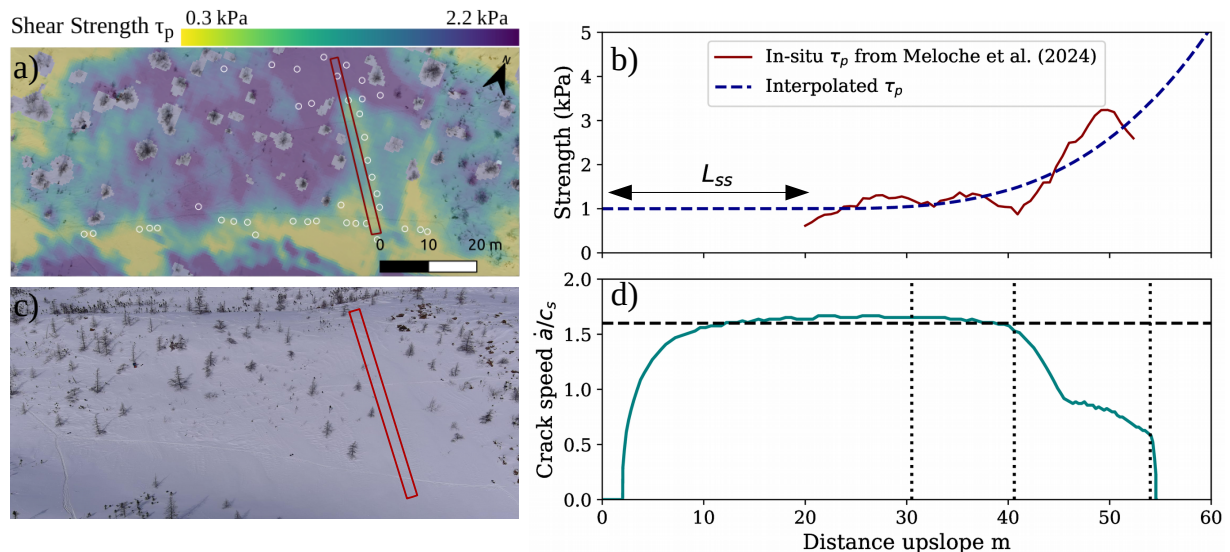 Shear Strength τp
0.3 kPa
2.2 kPa
a)
N
0 10 20 m
c)
b)
In-situ τp from Meloche et al. (2024)
Interpolated τp
Lss
Strength (kPa)
5
4
3
2
1
0
d)
Crack speed ȧ/cs
2.0
1.5
1.0
0.5
0.0
0 10 20 30 40 50 60
Distance upslope m